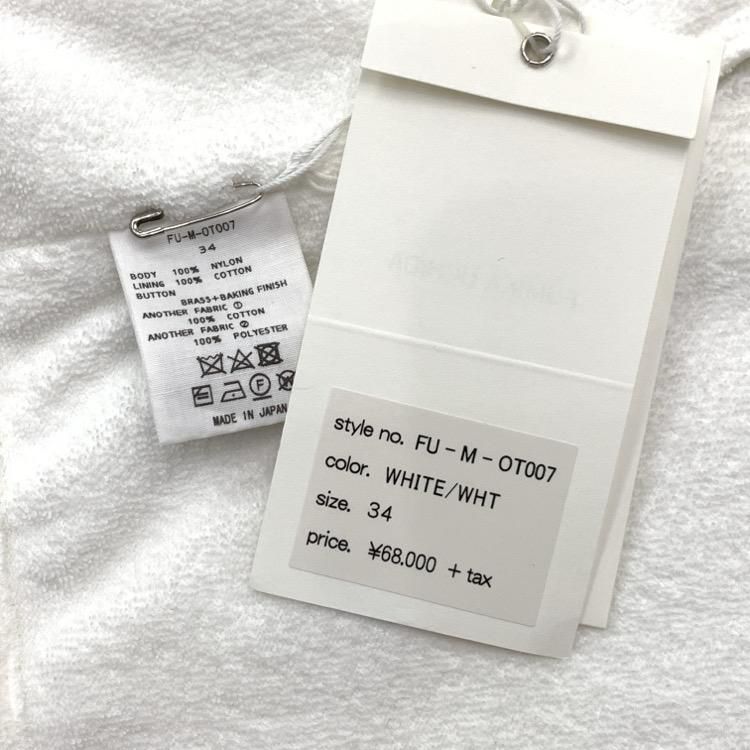 FU-M-OT007
34
BODY 100% NYLON
LINING 100% COTTON
BUTTON
BRASS+BAKING FINISH
ANOTHER FABRIC ①
100% COTTON
ANOTHER FABRIC ②
100% POLYESTER
F
W
MADE IN JAPAN
style no. FU-M-OT007
color. WHITE/WHT
size. 34
price. ¥68.000 + tax